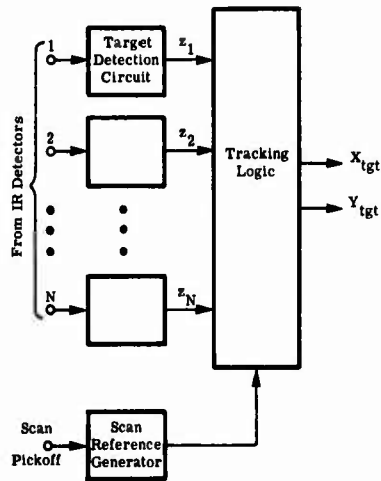 1
Target
Detection
Circuit
z1
2
z2
Tracking
Logic
Xtgt
Ytgt
From IR Detectors
N
zN
Scan
Pickoff
Scan
Reference
Generator